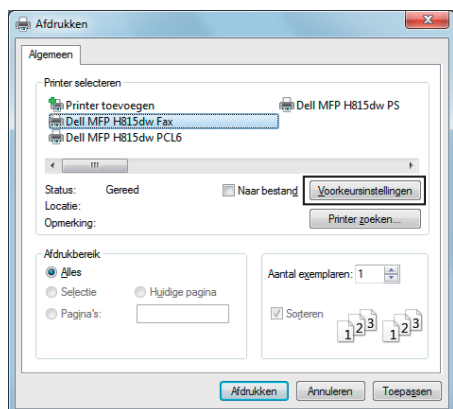 Afdrukken
Algemeen
Printer selecteren
Printer toevoegen
Dell MFP H815dw PS
Dell MFP H815dw Fax
Dell MFP H815dw PCL6
Status: Gereed
Naar bestand
Voorkeursinstellingen
Locatie:
Opmerking:
Printer zoeken...
Afdrukbereik
Alles
Selectie
Huidige pagina
Pagina's:
Aantal exemplaren: 1
Sorteren
1 2 3
1 2 3
Afdrukken
Annuleren
Toepassen